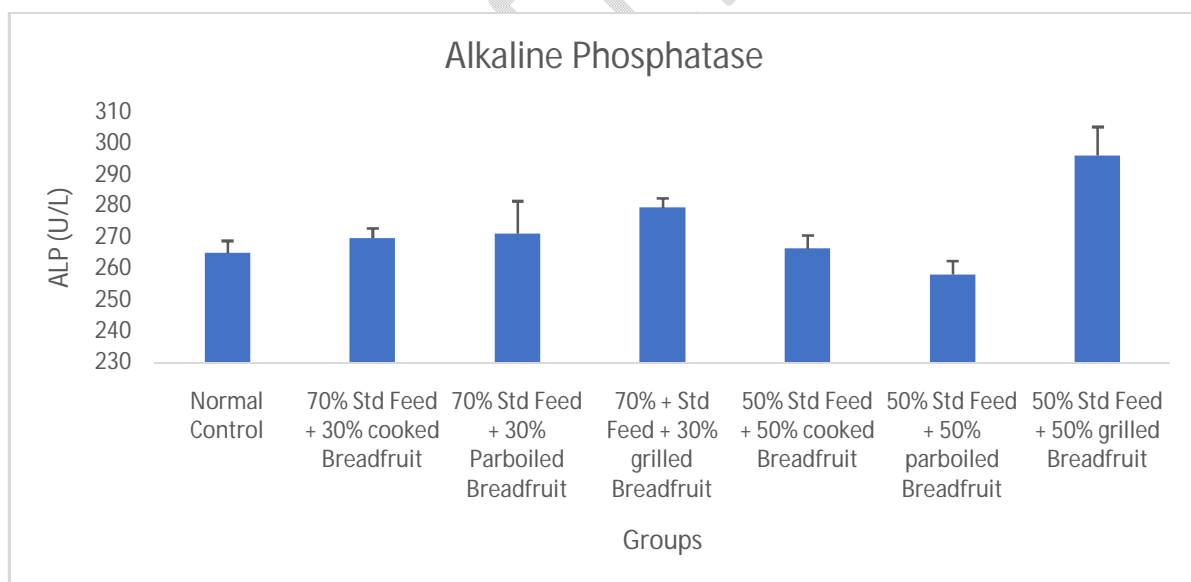 Alkaline Phosphatase
ALP (U/L)
310
300
290
280
270
260
250
240
230
Normal
Control
70% Std Feed
+ 30% cooked
Breadfruit
70% Std Feed
+ 30%
Parboiled
Breadfruit
70% + Std
Feed + 30%
grilled
Breadfruit
50% Std Feed
+ 50% cooked
Breadfruit
50% Std Feed
+ 50%
parboiled
Breadfruit
50% Std Feed
+ 50% grilled
Breadfruit
Groups